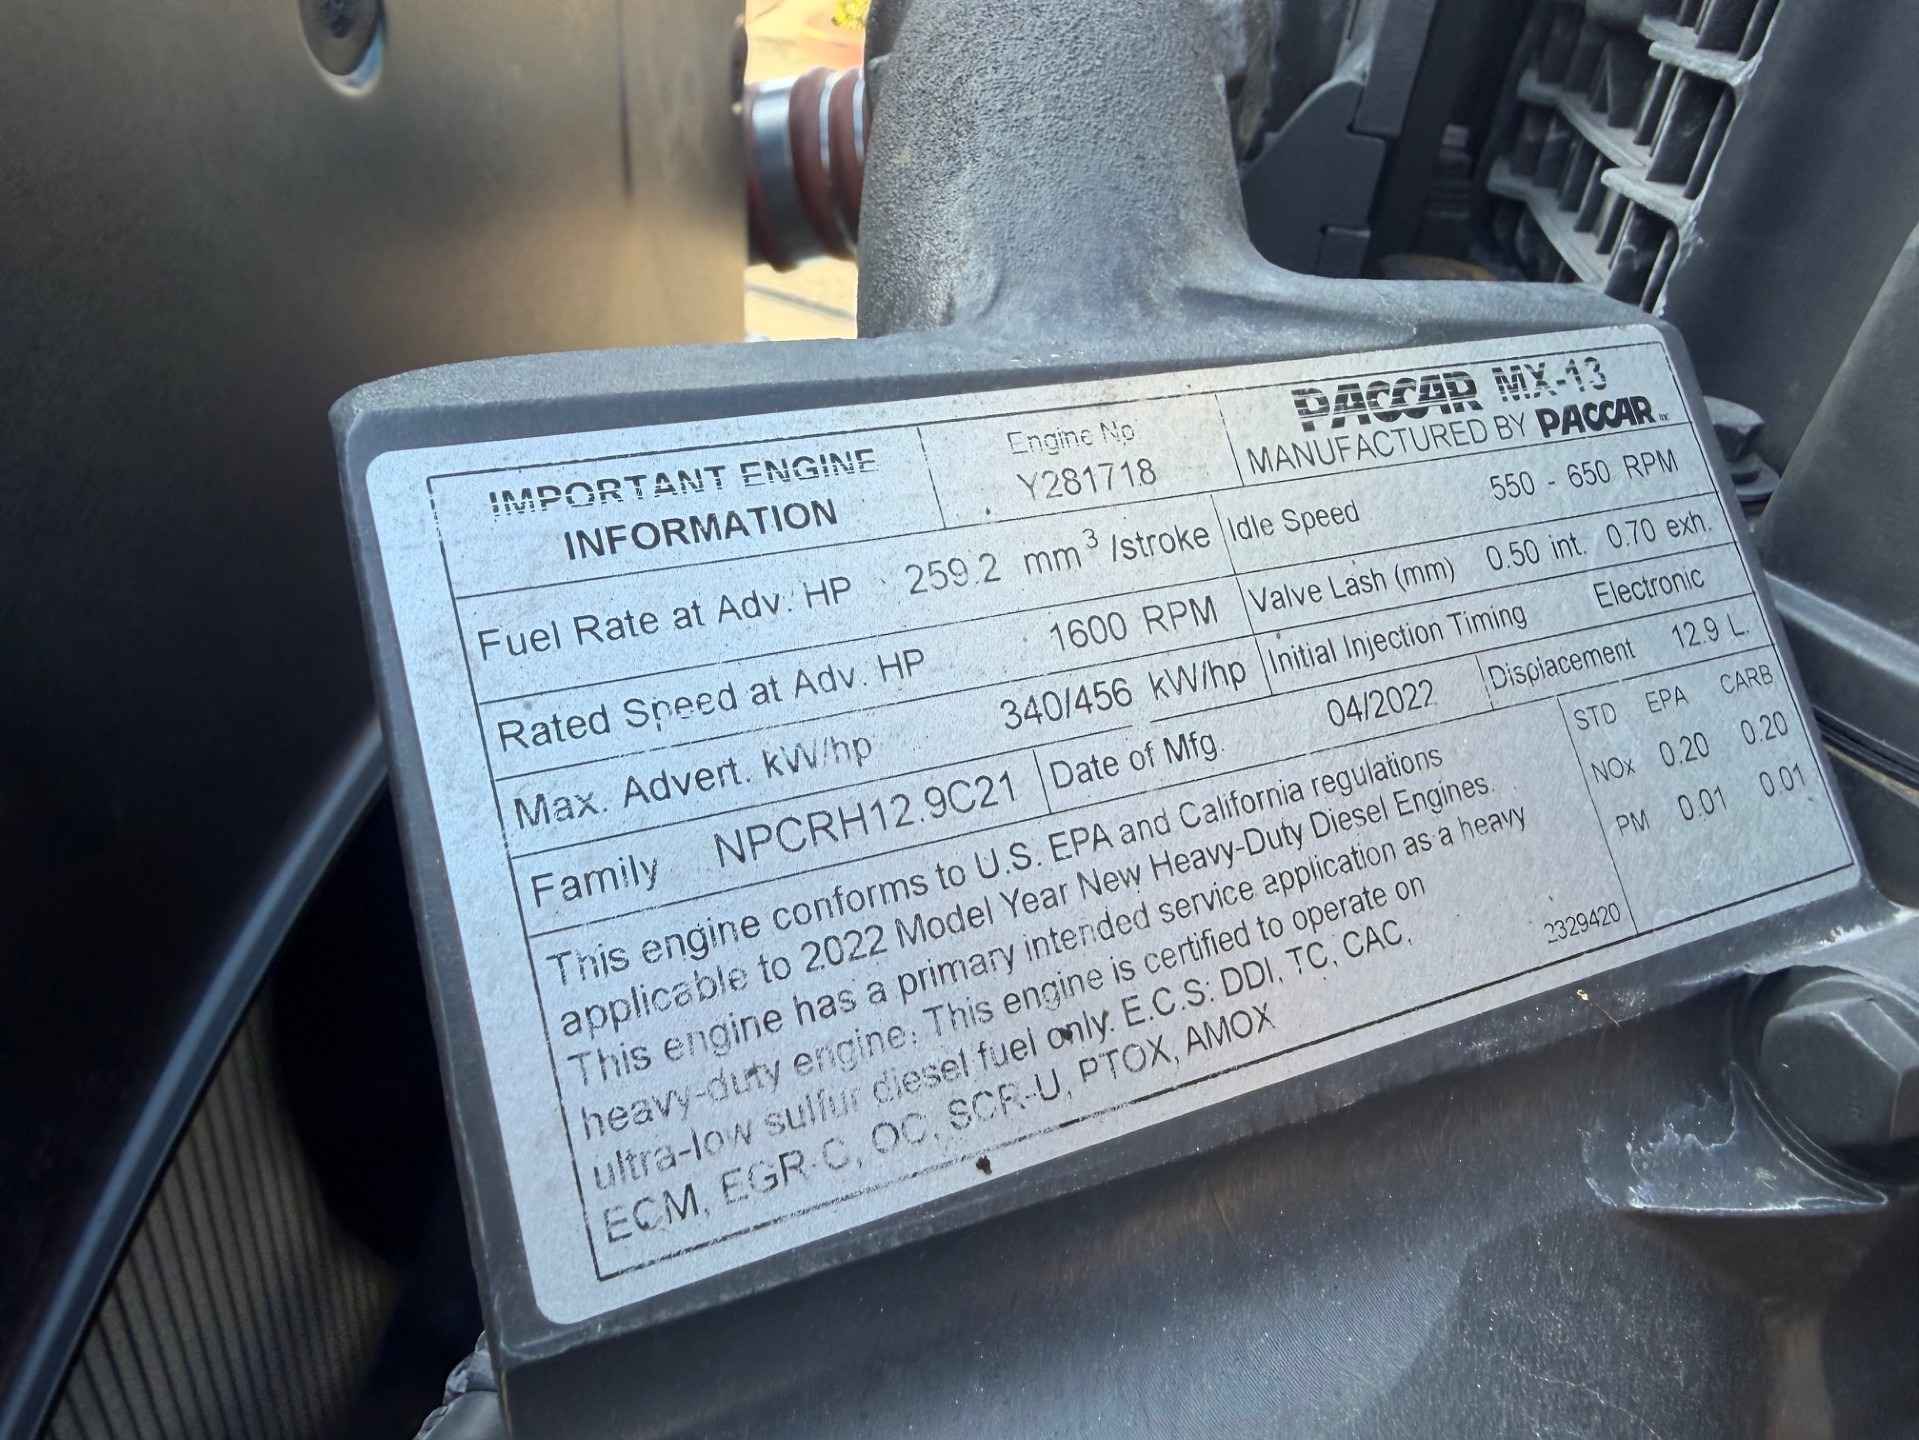 IMPORTANT ENGINE
INFORMATION
Engine No
Y281718
PACCAR MX-13
MANUFACTURED BY PACCAR INC
Fuel Rate at Adv. HP 259.2 mm³/stroke
Idle Speed 550 - 650 RPM
Rated Speed at Adv. HP 1600 RPM
Valve Lash (mm) 0.50 int. 0.70 exh.
Max. Advert. kW/hp 340/456 kW/hp
Initial Injection Timing Electronic
Family NPCRH12.9C21
Date of Mfg. 04/2022
Displacement 12.9 L.
This engine conforms to U.S. EPA and California regulations
applicable to 2022 Model Year New Heavy-Duty Diesel Engines.
This engine has a primary intended service application as a heavy
heavy-duty engine. This engine is certified to operate on
ultra-low sulfur diesel fuel only. E.C.S: DDI, TC, CAC,
ECM, EGR-C, OC, SCR-U, PTOX, AMOX
2329420
STD EPA CARB
NOx 0.20 0.20
PM 0.01 0.01